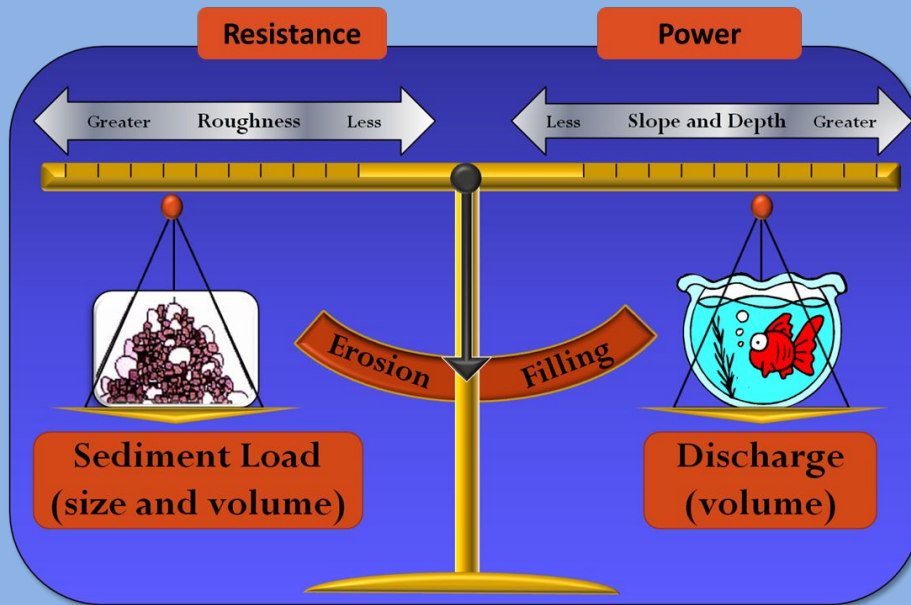 Resistance
Power
Greater Roughness Less
Less Slope and Depth Greater
Erosion
Filling
Sediment Load
(size and volume)
Discharge
(volume)